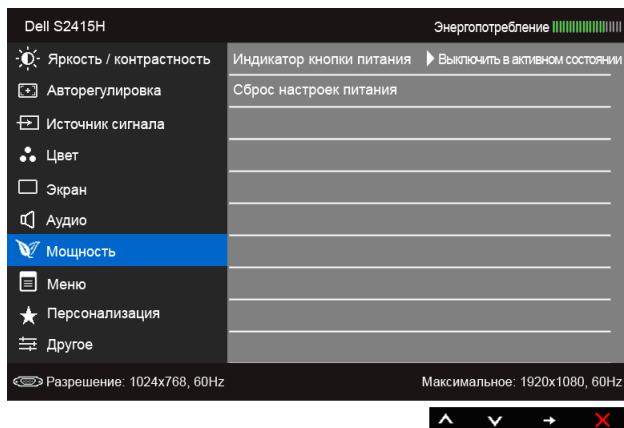 Dell S2415H
Энергопотребление
Яркость / контрастность
Индикатор кнопки питания
Выключить в активном состоянии
Авторегулировка
Сброс настроек питания
Источник сигнала
Цвет
Экран
Аудио
Мощность
Меню
Персонализация
Другое
Разрешение: 1024x768, 60Hz
Максимальное: 1920x1080, 60Hz